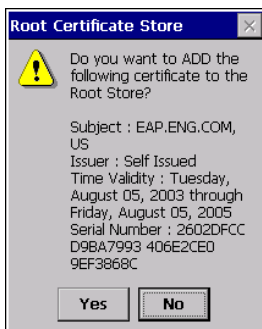 Root Certificate Store
Do you want to ADD the
following certificate to the
Root Store?
Subject : EAP.ENG.COM,
US
Issuer : Self Issued
Time Validity : Tuesday,
August 05, 2003 through
Friday, August 05, 2005
Serial Number : 2602DFCC
D9BA7993 406E2CE0
9EF3868C
Yes No